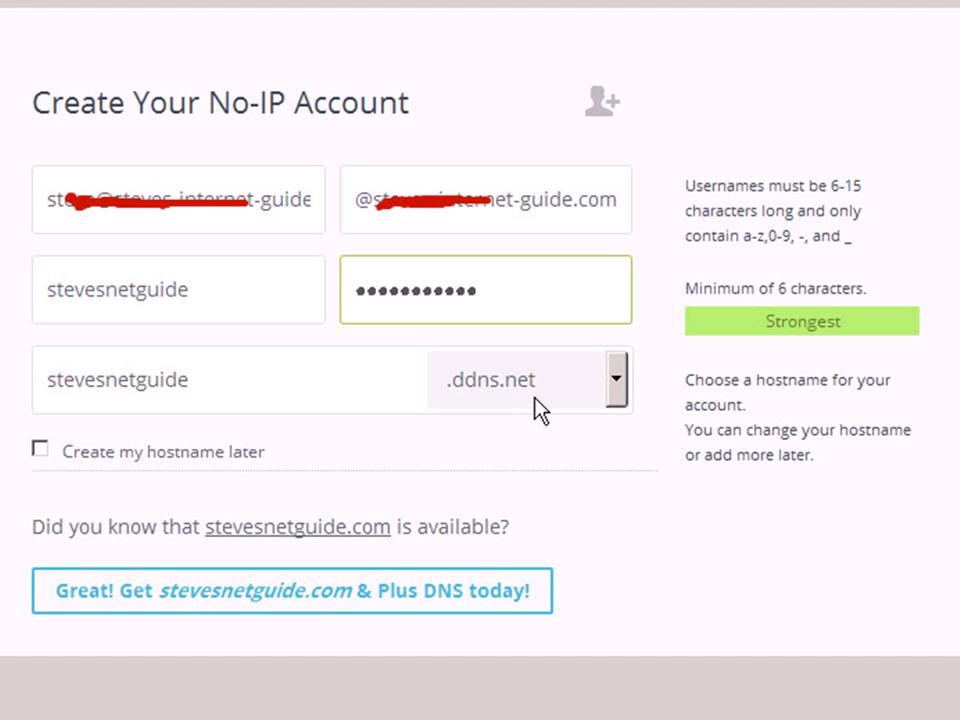 Create Your No-IP Account
-guide
net-guide.com
Usernames must be 6-15
characters long and only
contain a-z,0-9, -, and _
stevesnetguide
•••••••••••
Minimum of 6 characters.
Strongest
stevesnetguide
.ddns.net
Choose a hostname for your
account.
You can change your hostname
or add more later.
Create my hostname later
Did you know that stevesnetguide.com is available?
Great! Get stevesnetguide.com & Plus DNS today!